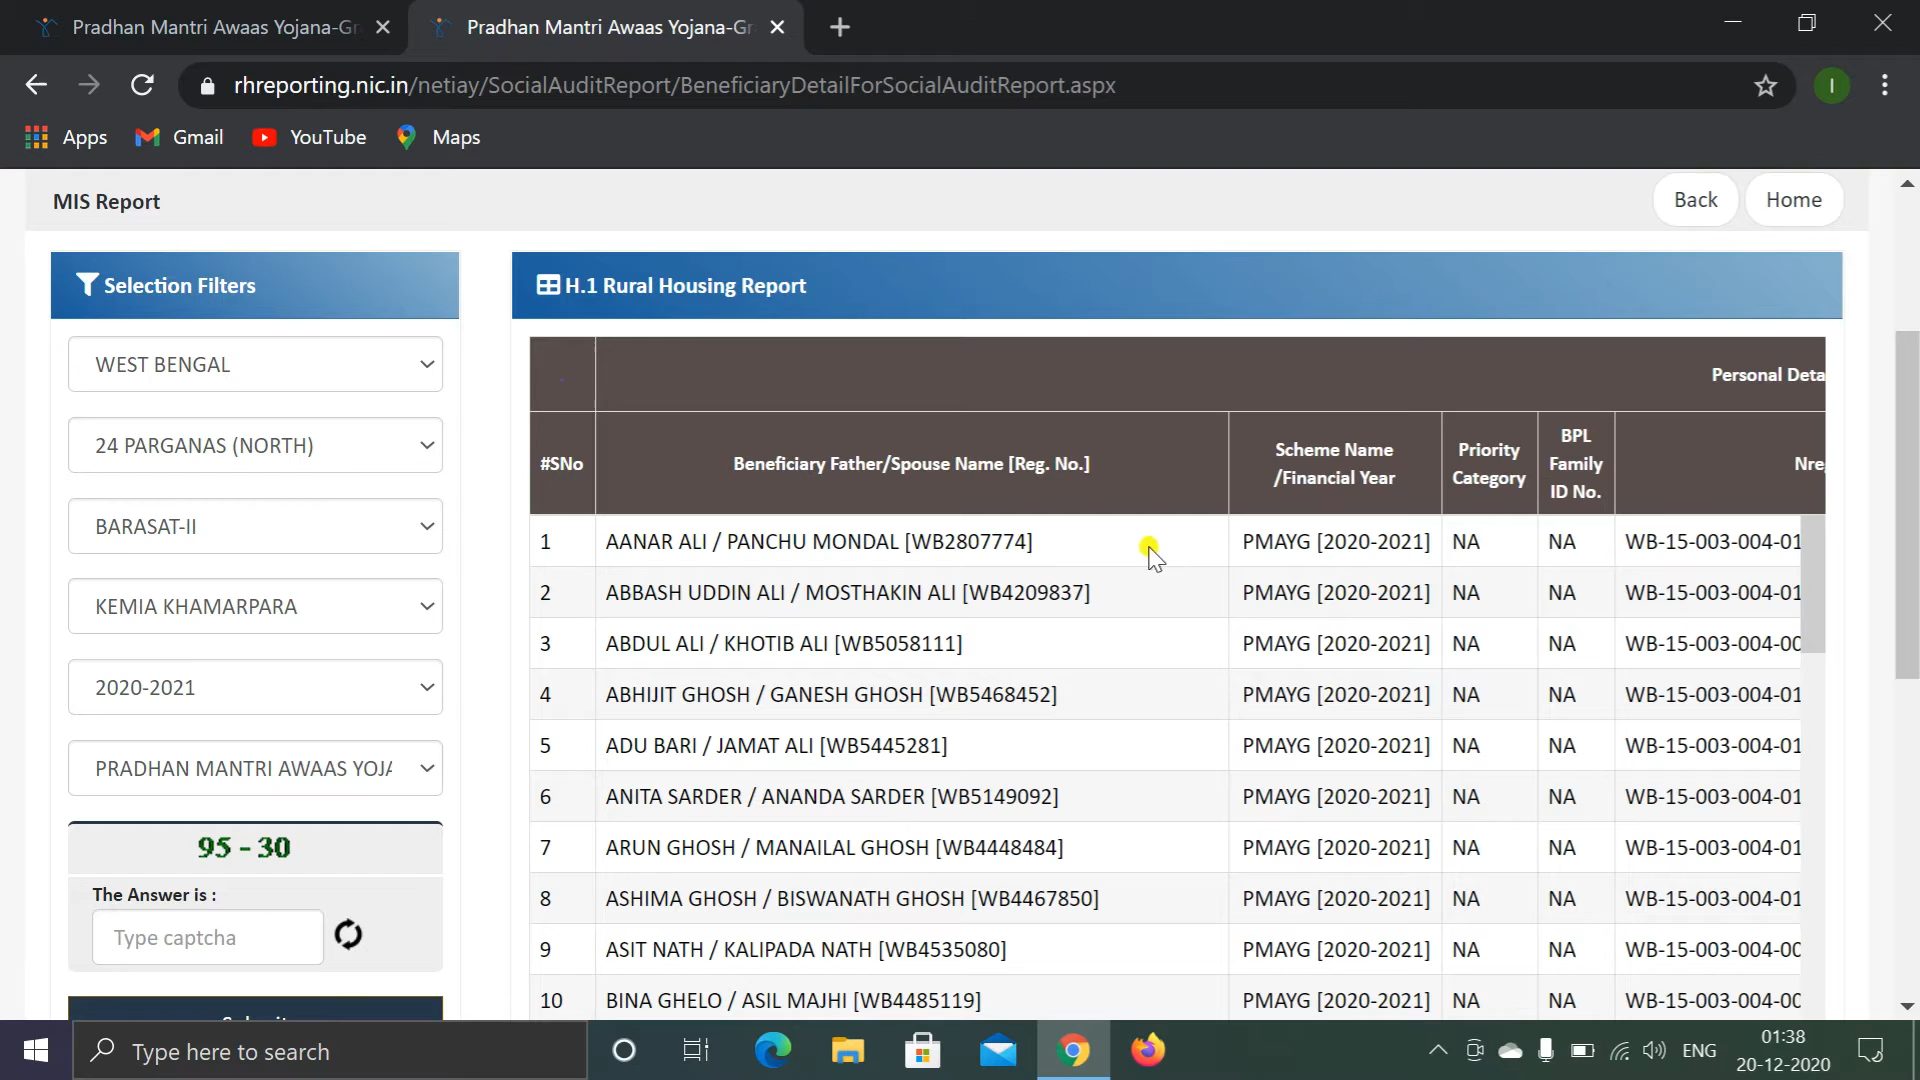 Pradhan Mantri Awaas Yojana-Gr
Pradhan Mantri Awaas Yojana-Gr
rhreporting.nic.in/netiay/SocialAuditReport/BeneficiaryDetailForSocialAuditReport.aspx
I
Apps Gmail YouTube Maps
MIS Report
Back Home
Selection Filters
WEST BENGAL
24 PARGANAS (NORTH)
BARASAT-II
KEMIA KHAMARPARA
2020-2021
PRADHAN MANTRI AWAAS YOJA
95 - 30
The Answer is :
Type captcha
H.1 Rural Housing Report
Personal Deta
#SNo Beneficiary Father/Spouse Name [Reg. No.] Scheme Name /Financial Year Priority Category BPL Family ID No. Nreg
1 AANAR ALI / PANCHU MONDAL [WB2807774] PMAYG [2020-2021] NA NA WB-15-003-004-01
2 ABBASH UDDIN ALI / MOSTHAKIN ALI [WB4209837] PMAYG [2020-2021] NA NA WB-15-003-004-01
3 ABDUL ALI / KHOTIB ALI [WB5058111] PMAYG [2020-2021] NA NA WB-15-003-004-00
4 ABHIJIT GHOSH / GANESH GHOSH [WB5468452] PMAYG [2020-2021] NA NA WB-15-003-004-01
5 ADU BARI / JAMAT ALI [WB5445281] PMAYG [2020-2021] NA NA WB-15-003-004-01
6 ANITA SARDER / ANANDA SARDER [WB5149092] PMAYG [2020-2021] NA NA WB-15-003-004-01
7 ARUN GHOSH / MANAILAL GHOSH [WB4448484] PMAYG [2020-2021] NA NA WB-15-003-004-01
8 ASHIMA GHOSH / BISWANATH GHOSH [WB4467850] PMAYG [2020-2021] NA NA WB-15-003-004-01
9 ASIT NATH / KALIPADA NATH [WB4535080] PMAYG [2020-2021] NA NA WB-15-003-004-00
10 BINA GHELO / ASIL MAJHI [WB4485119] PMAYG [2020-2021] NA NA WB-15-003-004-00
Type here to search
ENG
01:38
20-12-2020